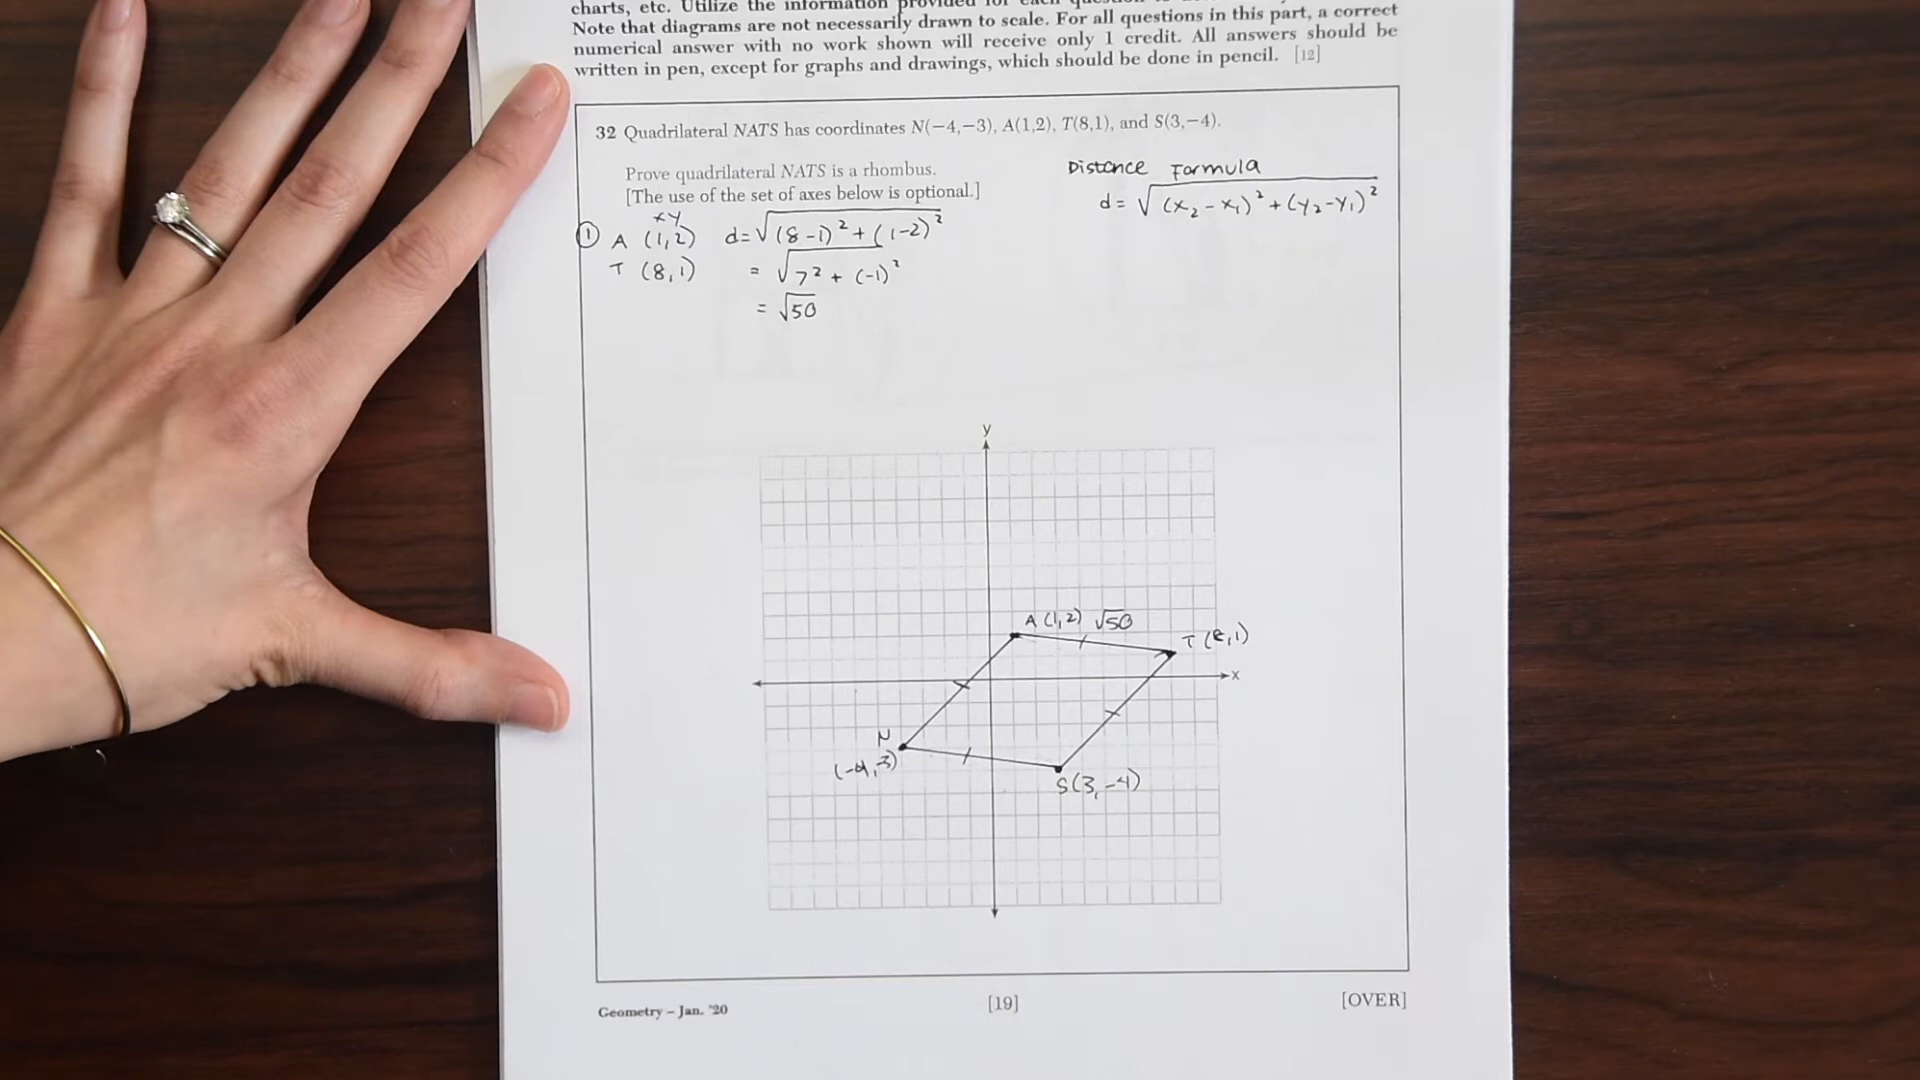 charts, etc. Utilize the information provided for each question to
Note that diagrams are not necessarily drawn to scale. For all questions in this part, a correct
numerical answer with no work shown will receive only 1 credit. All answers should be
written in pen, except for graphs and drawings, which should be done in pencil. [12]
32 Quadrilateral NATS has coordinates N(−4,−3), A(1,2), T(8,1), and S(3,−4).
Prove quadrilateral NATS is a rhombus.
[The use of the set of axes below is optional.]
Distance Formula
d = √(x₂ − x₁)² + (y₂ − y₁)²
x y
① A (1,2) d = √(8 − 1)² + (1 − 2)²
T (8,1) = √7² + (−1)²
= √50
y
A (1,2) √50
T (8,1)
x
N
(−4,−3)
S(3,−4)
Geometry – Jan. '20 [19] [OVER]